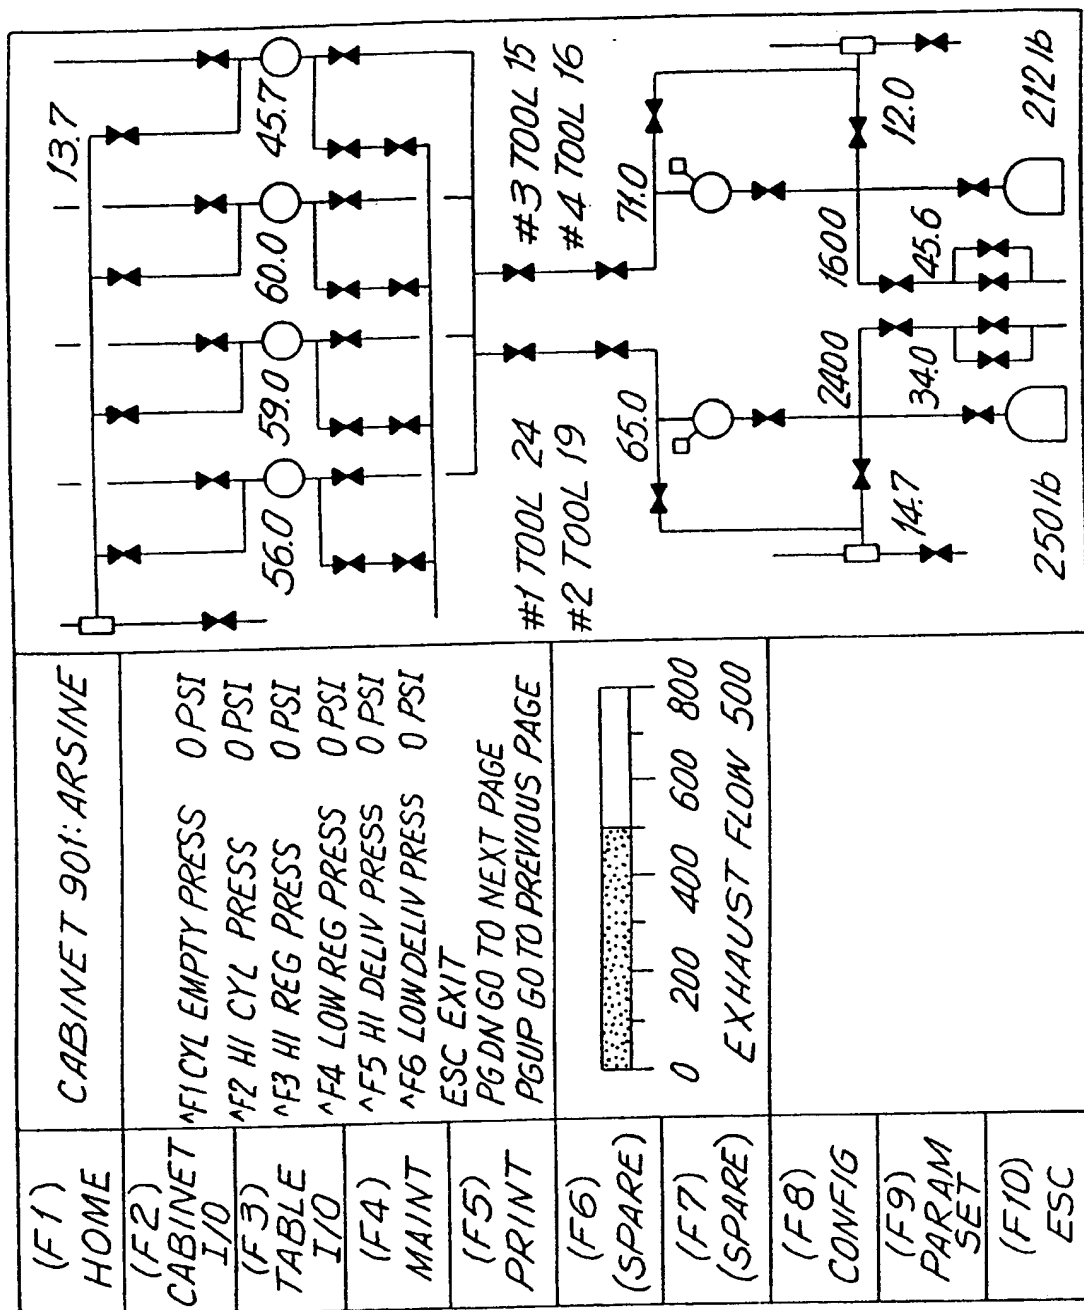 (F1)
HOME
(F2)
CABINET
I/O
(F3)
TABLE
I/O
(F4)
MAINT
(F5)
PRINT
(F6)
(SPARE)
(F7)
(SPARE)
(F8)
CONFIG
(F9)
PARAM
SET
(F10)
ESC
CABINET 901: ARSINE
^F1 CYL EMPTY PRESS 0 PSI
^F2 HI CYL PRESS 0 PSI
^F3 HI REG PRESS 0 PSI
^F4 LOW REG PRESS 0 PSI
^F5 HI DELIV PRESS 0 PSI
^F6 LOW DELIV PRESS 0 PSI
ESC EXIT
PGDN GO TO NEXT PAGE
PGUP GO TO PREVIOUS PAGE
0 200 400 600 800
EXHAUST FLOW 500
13.7
56.0 59.0 60.0 45.7
#1 TOOL 24
#2 TOOL 19
#3 TOOL 15
#4 TOOL 16
65.0 71.0
2400 1600
14.7 34.0 45.6 12.0
250 lb 212 lb